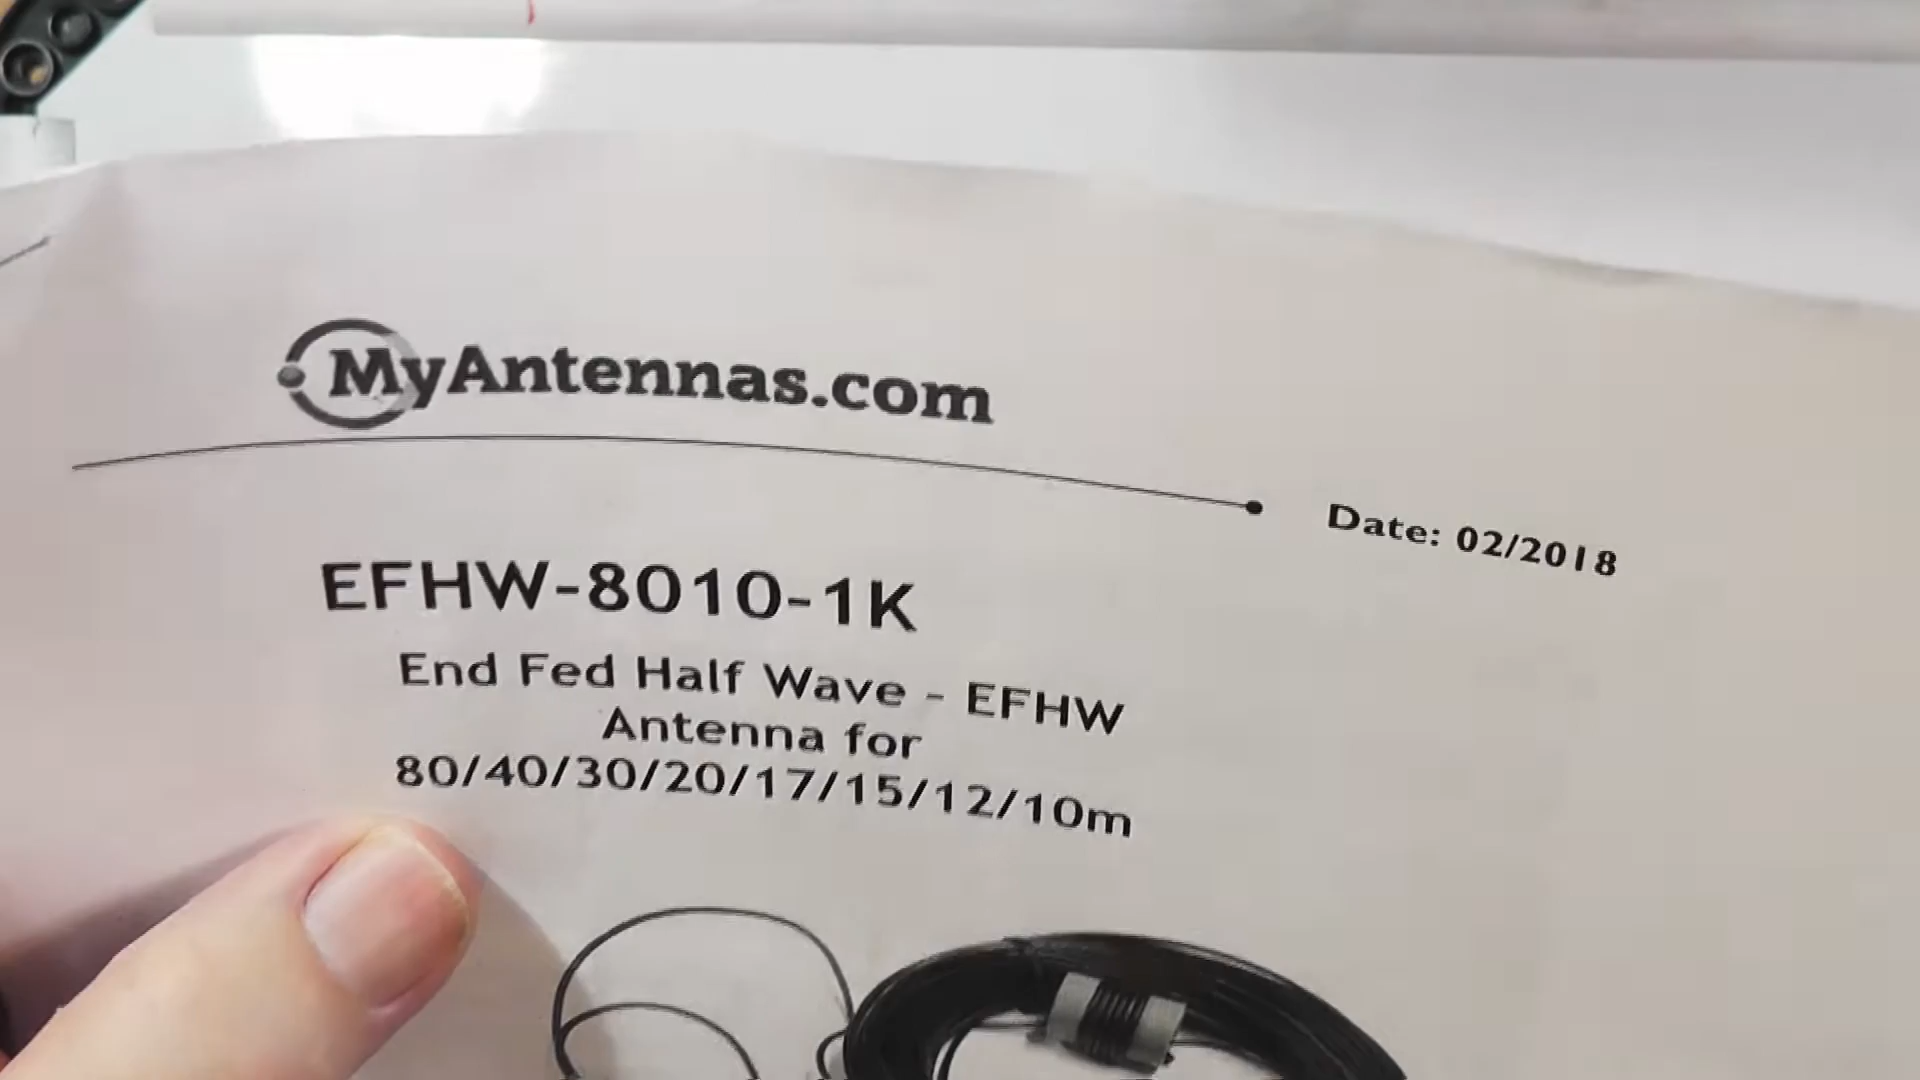 MyAntennas.com
Date: 02/2018
EFHW-8010-1K
End Fed Half Wave - EFHW
Antenna for
80/40/30/20/17/15/12/10m